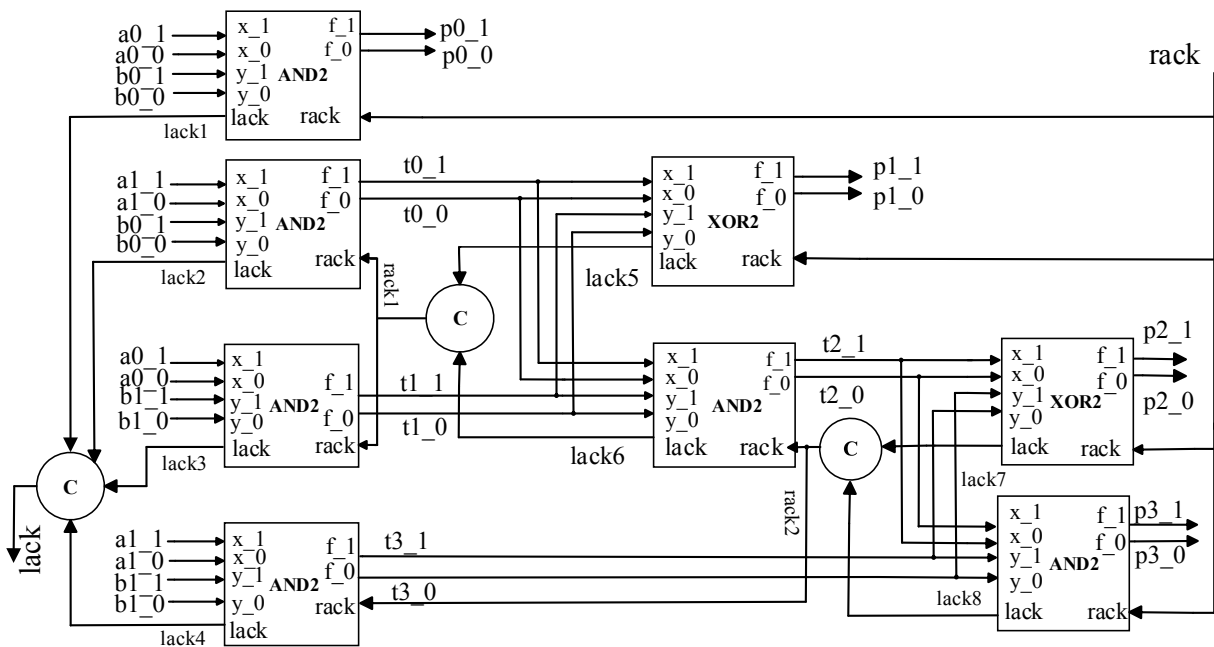 a0_1
a0_0
b0_1
b0_0
x_1
x_0
y_1
y_0
lack
AND2
f_1
f_0
rack
p0_1
p0_0
rack
lack1
a1_1
a1_0
b0_1
b0_0
x_1
x_0
y_1
y_0
lack
AND2
f_1
f_0
rack
t0_1
t0_0
lack2
rack1
C
x_1
x_0
y_1
y_0
lack
XOR2
f_1
f_0
rack
p1_1
p1_0
lack5
a0_1
a0_0
b1_1
b1_0
x_1
x_0
y_1
y_0
lack
AND2
f_1
f_0
rack
t1_1
t1_0
lack3
lack6
x_1
x_0
y_1
y_0
lack
AND2
f_1
f_0
rack
t2_1
t2_0
C
rack2
x_1
x_0
y_1
y_0
lack
XOR2
f_1
f_0
rack
p2_1
p2_0
lack7
C
lack
a1_1
a1_0
b1_1
b1_0
x_1
x_0
y_1
y_0
lack
AND2
f_1
f_0
rack
t3_1
t3_0
lack4
x_1
x_0
y_1
y_0
lack
AND2
f_1
f_0
rack
p3_1
p3_0
lack8